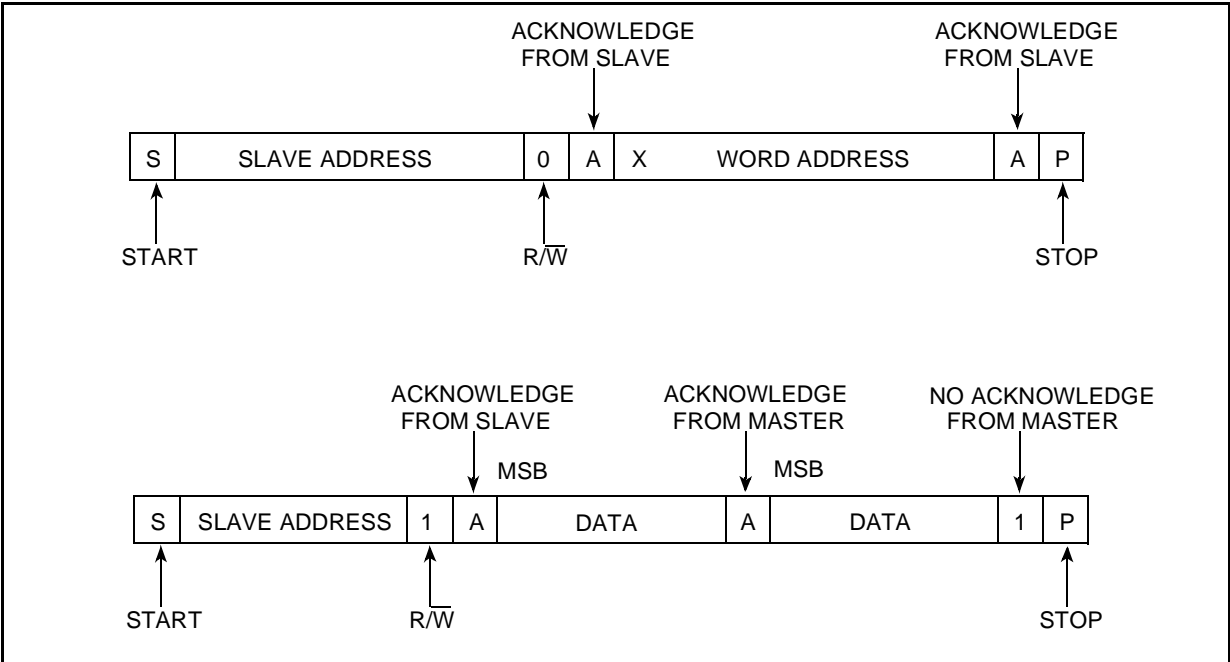 ACKNOWLEDGE FROM SLAVE
ACKNOWLEDGE FROM SLAVE
S SLAVE ADDRESS 0 A X WORD ADDRESS A P
START R/W̅ STOP
ACKNOWLEDGE FROM SLAVE
ACKNOWLEDGE FROM MASTER
NO ACKNOWLEDGE FROM MASTER
MSB MSB
S SLAVE ADDRESS 1 A DATA A DATA 1 P
START R/W̅ STOP